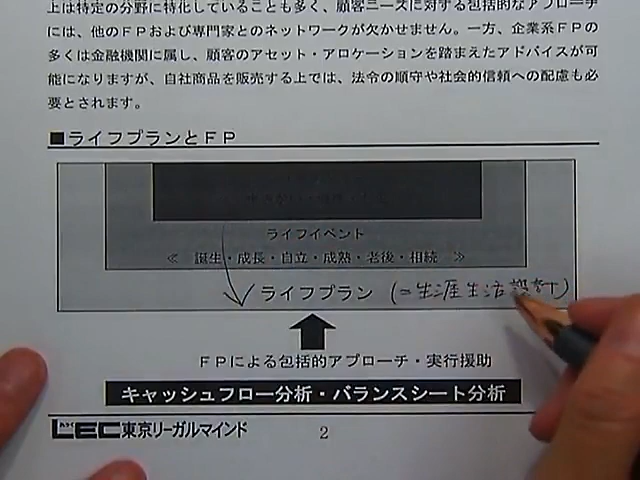 上は特定の分野に特化していることも多く、顧客ニーズに対する包括的なアプローチ
には、他のＦＰおよび専門家とのネットワークが欠かせません。一方、企業系ＦＰの
多くは金融機関に属し、顧客のアセット・アロケーションを踏まえたアドバイスが可
能になりますが、自社商品を販売する上では、法令の順守や社会的信頼への配慮も必
要とされます。
■ライフプランとＦＰ
ライフイベント
≪ 誕生・成長・自立・成熟・老後・相続 ≫
ライフプラン (=生涯生活設計)
ＦＰによる包括的アプローチ・実行援助
キャッシュフロー分析・バランスシート分析
LEC東京リーガルマインド
2